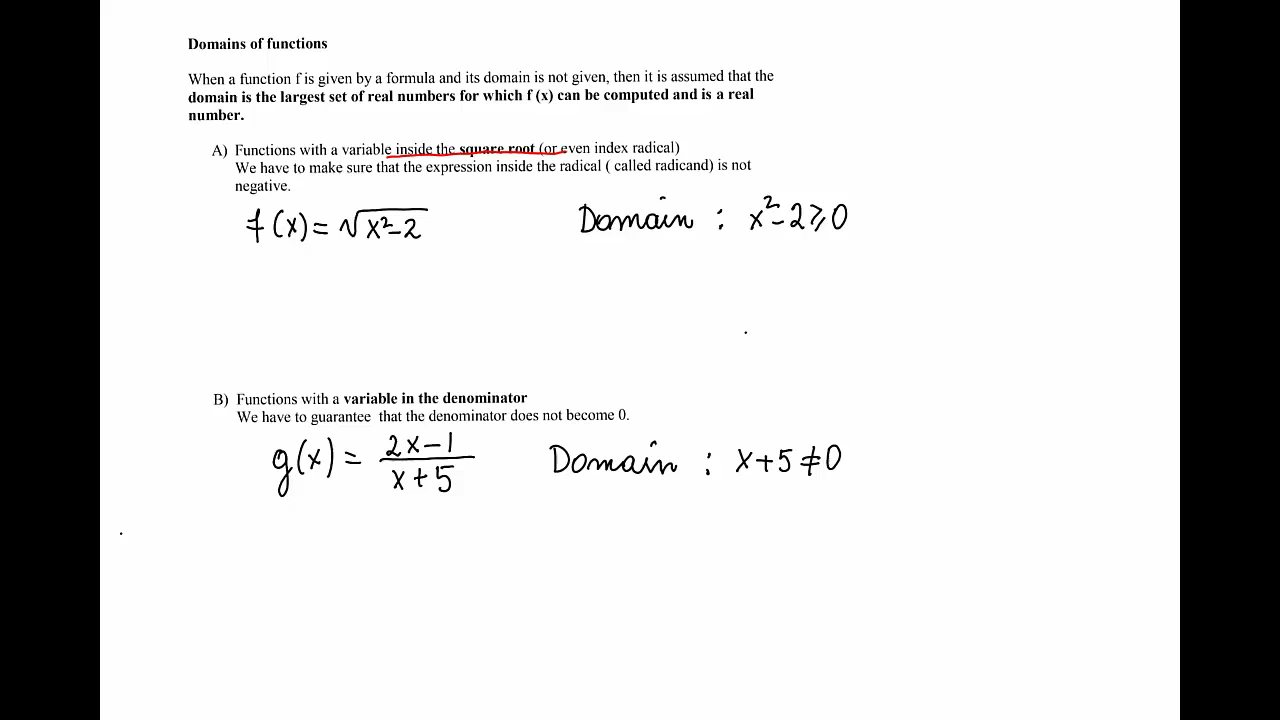 Domains of functions
When a function f is given by a formula and its domain is not given, then it is assumed that the
domain is the largest set of real numbers for which f (x) can be computed and is a real
number.
A) Functions with a variable inside the square root (or even index radical)
We have to make sure that the expression inside the radical ( called radicand) is not
negative.
f(x) = √x²-2 Domain : x²-2 ⩾ 0
B) Functions with a variable in the denominator
We have to guarantee that the denominator does not become 0.
g(x) = 2x-1 / x+5 Domain : x+5 ≠ 0